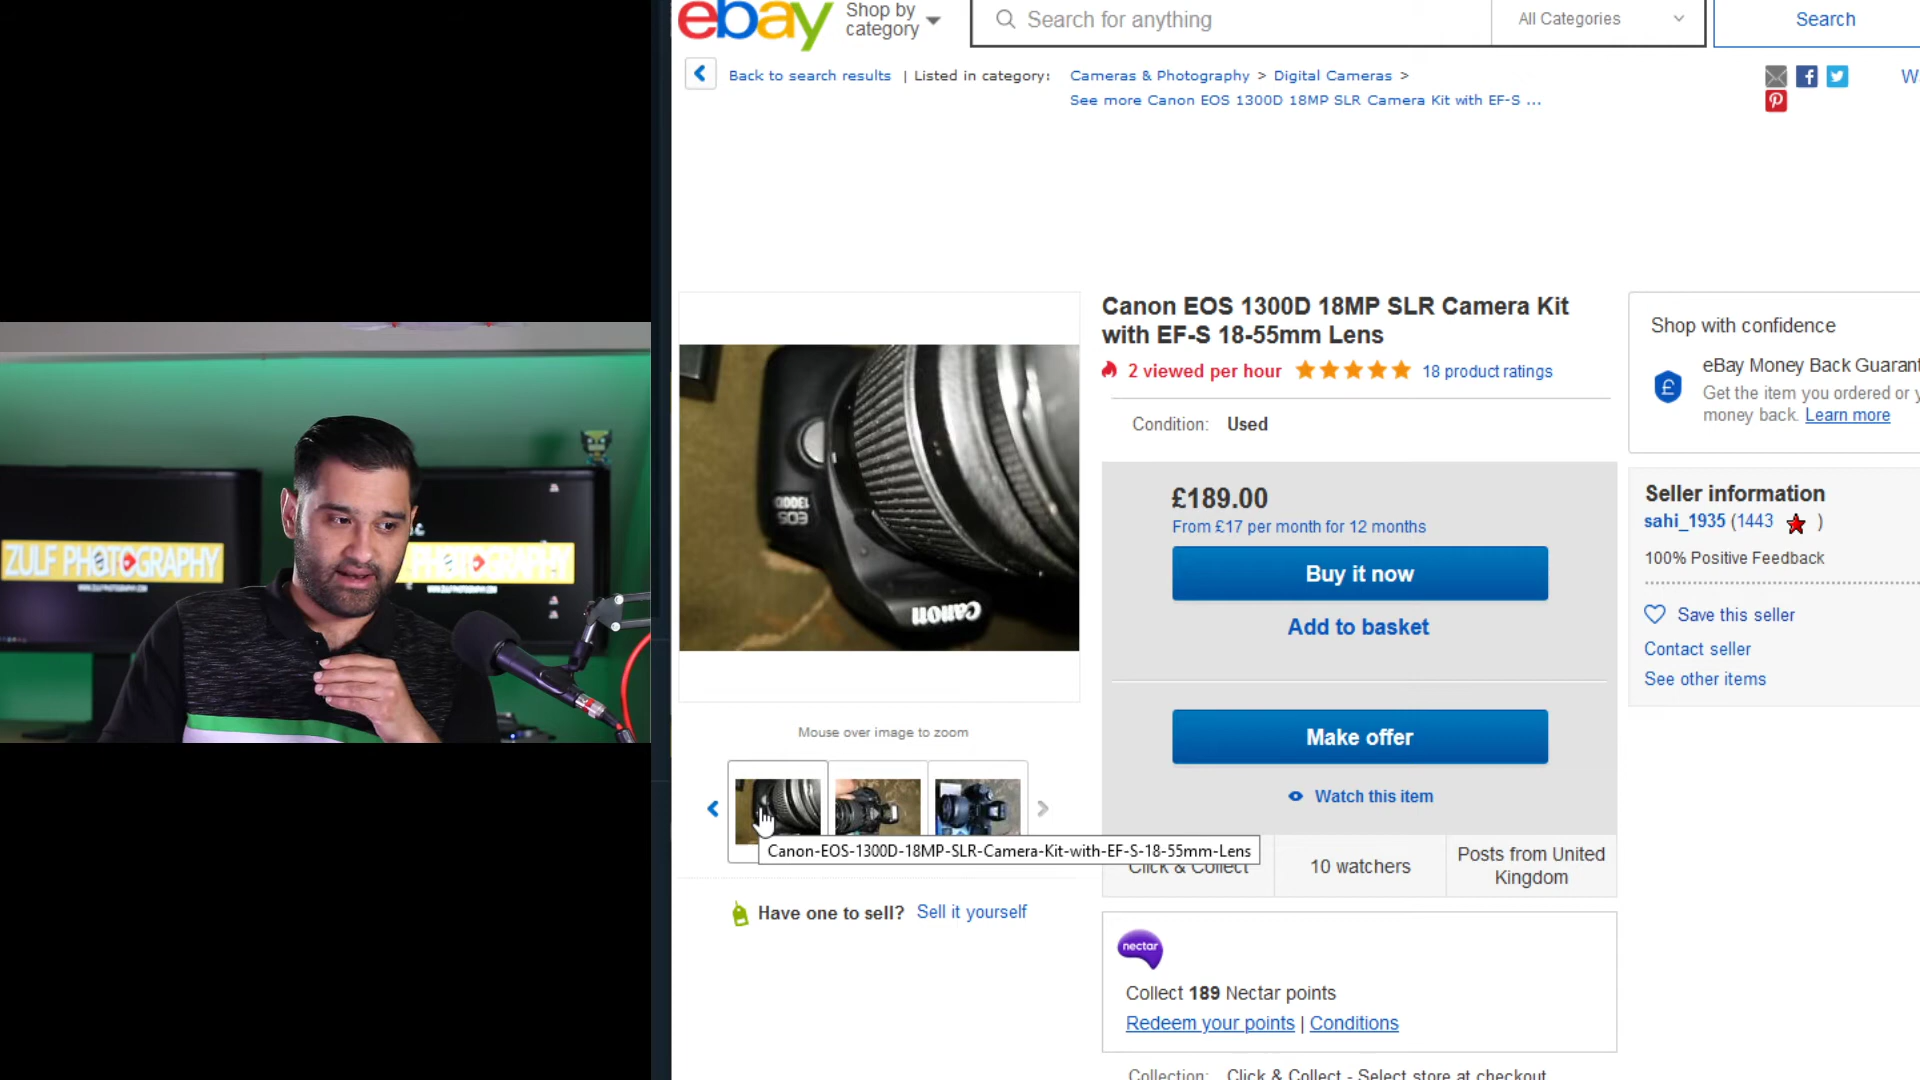 ebay
Shop by
category
Search for anything
All Categories
Search
Back to search results | Listed in category:
Cameras & Photography > Digital Cameras >
See more Canon EOS 1300D 18MP SLR Camera Kit with EF-S ...
Canon EOS 1300D 18MP SLR Camera Kit
with EF-S 18-55mm Lens
2 viewed per hour
18 product ratings
Condition: Used
£189.00
From £17 per month for 12 months
Buy it now
Add to basket
Make offer
Watch this item
Click & Collect
10 watchers
Posts from United
Kingdom
nectar
Collect 189 Nectar points
Redeem your points | Conditions
Collection: Click & Collect - Select store at checkout
Shop with confidence
£
eBay Money Back Guarant
Get the item you ordered or y
money back. Learn more
Seller information
sahi_1935 (1443 )
100% Positive Feedback
Save this seller
Contact seller
See other items
EOS
1300D
Canon
Mouse over image to zoom
Canon-EOS-1300D-18MP-SLR-Camera-Kit-with-EF-S-18-55mm-Lens
Have one to sell? Sell it yourself
ZULF PHOTOGRAPHY